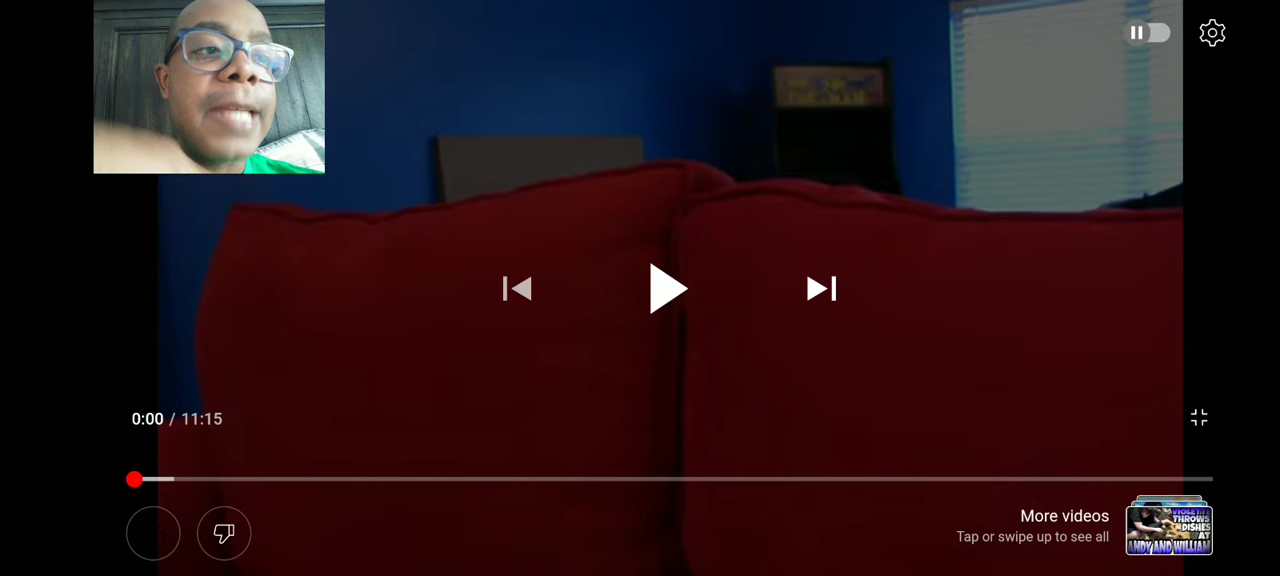 0:00 / 11:15
More videos
Tap or swipe up to see all
VIOLETTE
THROWS
DISHES
AT
ANDY AND WILLIAM